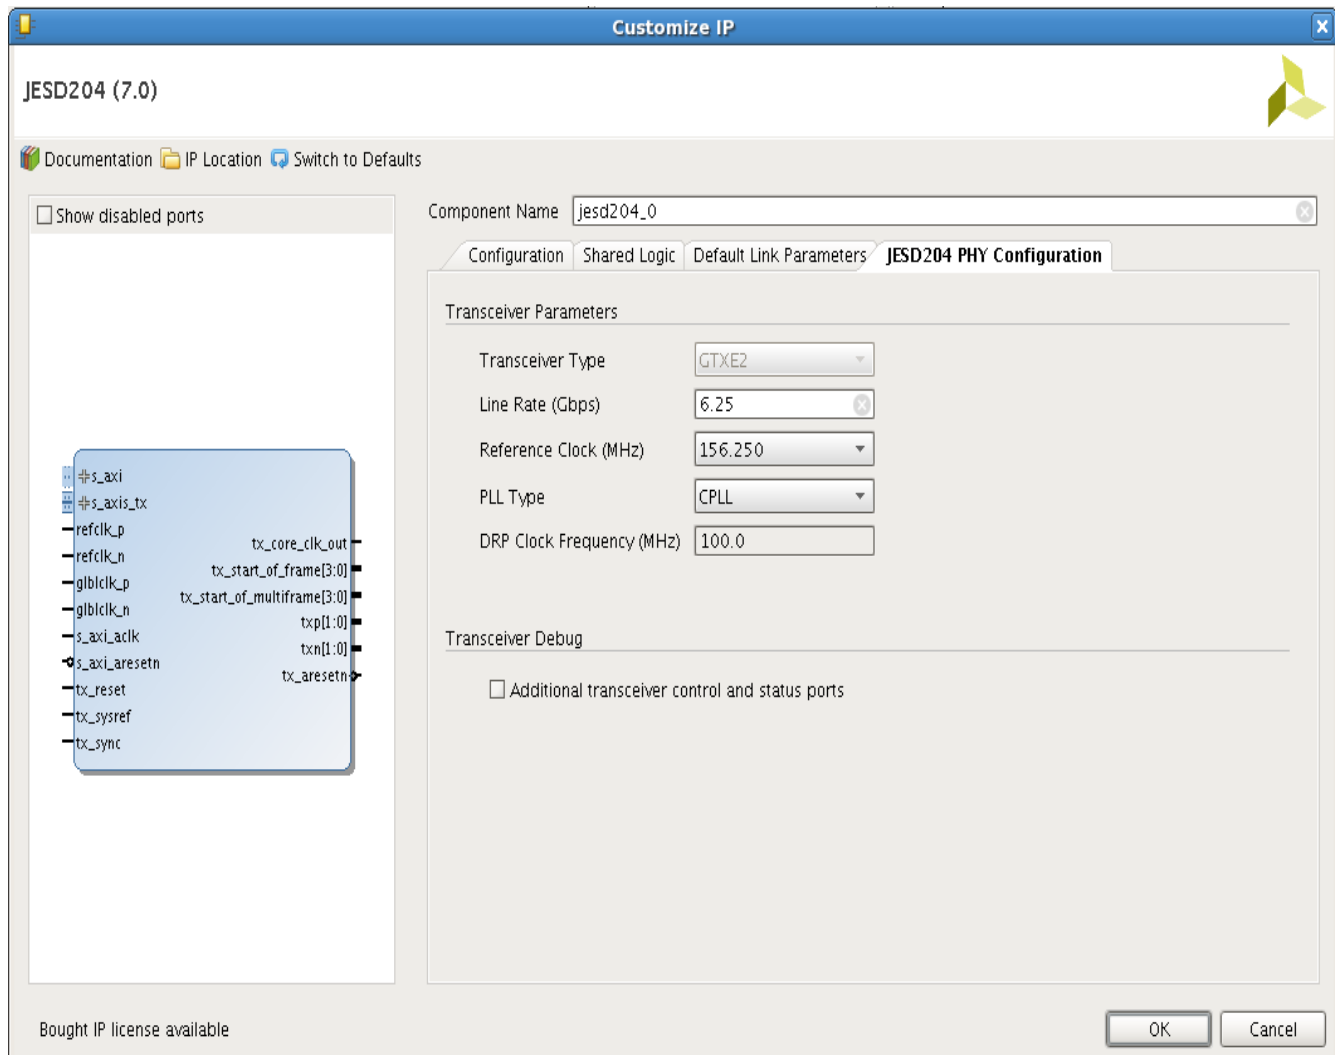 Customize IP
JESD204 (7.0)
Documentation IP Location Switch to Defaults
Show disabled ports
s_axi
s_axis_tx
refclk_p
refclk_n
glblclk_p
glblclk_n
s_axi_aclk
s_axi_aresetn
tx_reset
tx_sysref
tx_sync
tx_core_clk_out
tx_start_of_frame[3:0]
tx_start_of_multiframe[3:0]
txp[1:0]
txn[1:0]
tx_aresetn
Component Name jesd204_0
Configuration Shared Logic Default Link Parameters JESD204 PHY Configuration
Transceiver Parameters
Transceiver Type GTXE2
Line Rate (Gbps) 6.25
Reference Clock (MHz) 156.250
PLL Type CPLL
DRP Clock Frequency (MHz) 100.0
Transceiver Debug
Additional transceiver control and status ports
Bought IP license available
OK Cancel